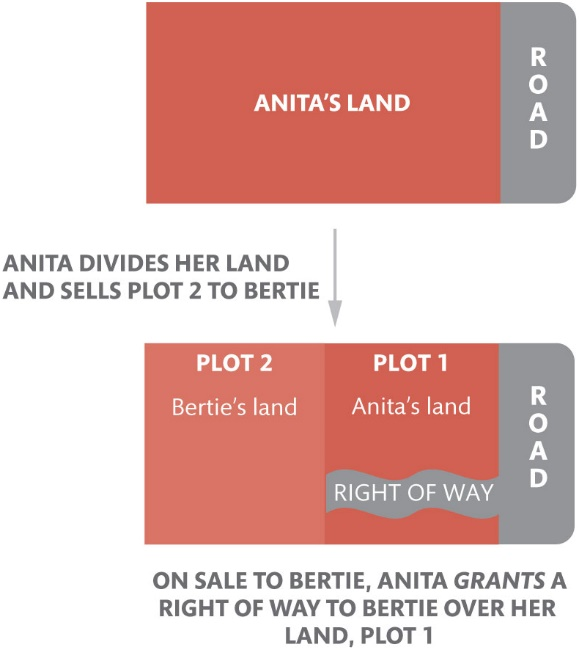 ANITA'S LAND
ROAD
ANITA DIVIDES HER LAND
AND SELLS PLOT 2 TO BERTIE
PLOT 2
Bertie's land
PLOT 1
Anita's land
RIGHT OF WAY
ROAD
ON SALE TO BERTIE, ANITA GRANTS A
RIGHT OF WAY TO BERTIE OVER HER
LAND, PLOT 1